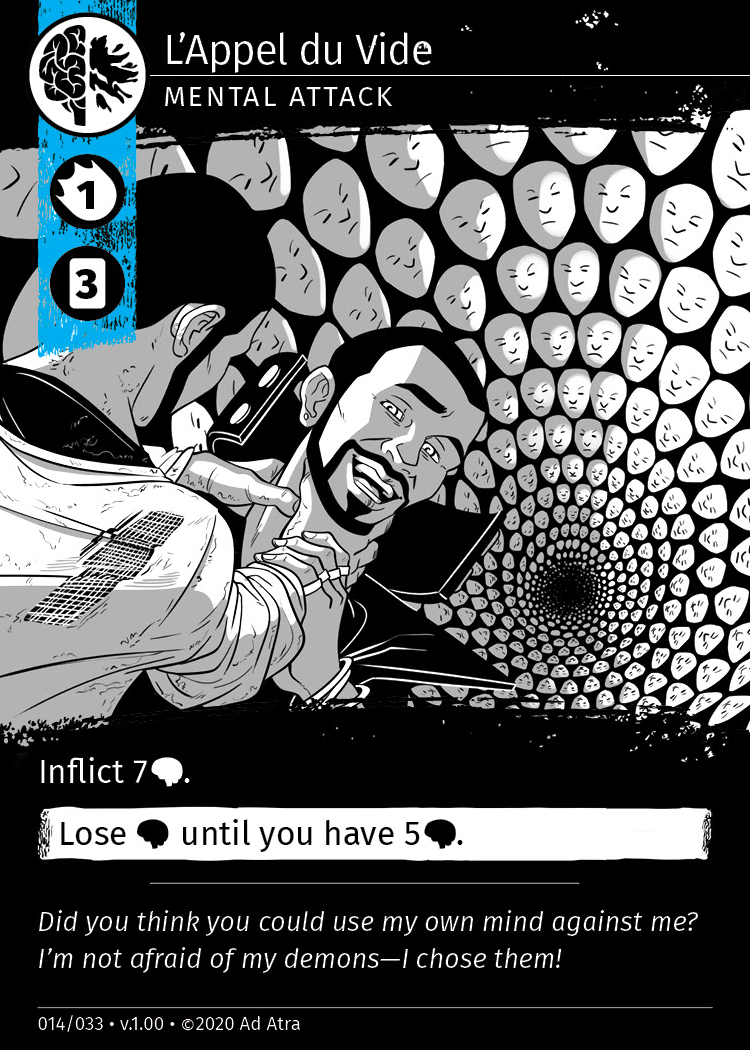 L’Appel du Vide
MENTAL ATTACK
1
3
Inflict 7.
Lose until you have 5.
Did you think you could use my own mind against me?
I’m not afraid of my demons—I chose them!
014/033 • v.1.00 • ©2020 Ad Atra